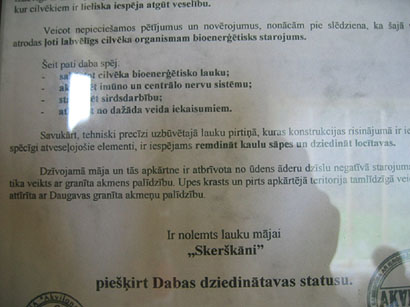 kur cilvēkiem ir lieliska iespēja atgūt veselību.
Veicot nepieciešamos pētījumus un novērojumus, nonācām pie slēdziena, ka šajā
atrodas ļoti labvēlīgs cilvēka organismam bioenerģētisks starojums.
Šeit pati daba spēj
- cilvēka bioenerģētisko lauku;
- imūno un centrālo nervu sistēmu;
- sirdsdarbību;
- no dažāda veida iekaisumiem.
Savukārt, tehniski precīzi uzbūvētajā lauku pirtiņā, kuras konstrukcijas risinājumā ir ie
spēcīgi atveseļojošie elementi, ir iespējams remdināt kaulu sāpes un dziedināt locītavas.
Dzīvojamā māja un tās apkārtne ir atbrīvota no ūdens āderu dzīslu negatīvā starojum
tika veikts ar granīta akmens palīdzību. Upes krasts un pirts apkārtējā teritorija tamlīdzīgā vei
attīrīta ar Daugavas granīta akmeņu palīdzību.
Ir nolemts lauku mājai
„Skerškāni”
piešķirt Dabas dziedinātavas statusu.